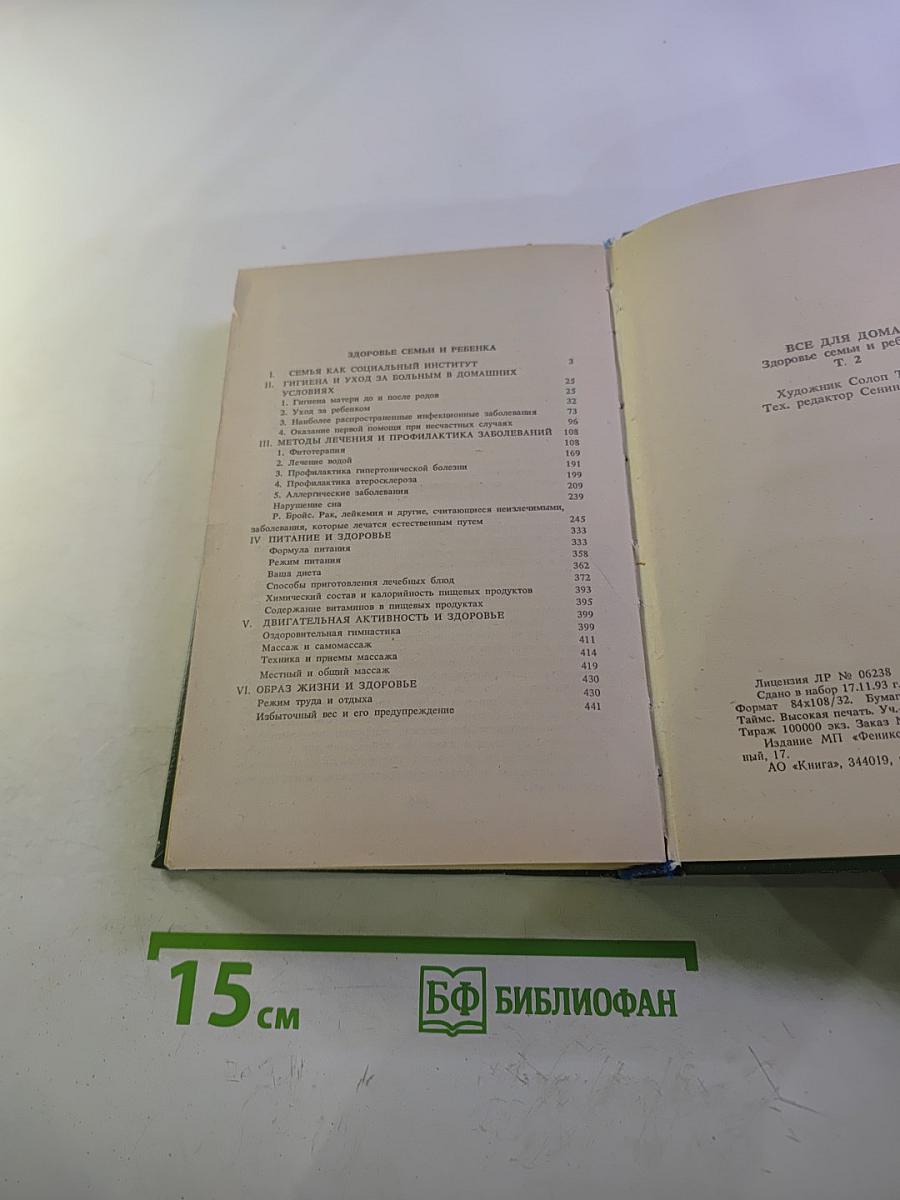 ЗДОРОВЬЕ СЕМЬИ И РЕБЕНКА
I. СЕМЬЯ КАК СОЦИАЛЬНЫЙ ИНСТИТУТ 3
II. ГИГИЕНА И УХОД ЗА БОЛЬНЫМ В ДОМАШНИХ
УСЛОВИЯХ 25
1. Гигиена матери до и после родов 25
2. Уход за ребенком 32
3. Наиболее распространенные инфекционные заболевания 73
4. Оказание первой помощи при несчастных случаях 96
III. МЕТОДЫ ЛЕЧЕНИЯ И ПРОФИЛАКТИКА ЗАБОЛЕВАНИЙ 108
1. Фитотерапия 108
2. Лечение водой 169
3. Профилактика гипертонической болезни 191
4. Профилактика атеросклероза 199
5. Аллергические заболевания 209
Нарушение сна 239
Р. Бройс. Рак, лейкемия и другие, считающиеся неизлечимыми,
заболевания, которые лечатся естественным путем 245
IV ПИТАНИЕ И ЗДОРОВЬЕ 333
Формула питания 333
Режим питания 358
Ваша диета 362
Способы приготовления лечебных блюд 372
Химический состав и калорийность пищевых продуктов 393
Содержание витаминов в пищевых продуктах 395
V. ДВИГАТЕЛЬНАЯ АКТИВНОСТЬ И ЗДОРОВЬЕ 399
Оздоровительная гимнастика 399
Массаж и самомассаж 411
Техника и приемы массажа 414
Местный и общий массаж 419
VI. ОБРАЗ ЖИЗНИ И ЗДОРОВЬЕ 430
Режим труда и отдыха 430
Избыточный вес и его предупреждение 441
ВСЕ ДЛЯ ДОМА
Здоровье семьи и реб
Т. 2
Художник Солоп Т
Тех. редактор Сенин
Лицензия ЛР № 06238
Сдано в набор 17.11.93 г.
Формат 84х108/32. Бумаг
Таймс. Высокая печать. Уч.
Тираж 100000 экз. Заказ
Издание МП «Феникс
ный, 17.
АО «Книга», 344019,
15 см
БФ БИБЛИОФАН